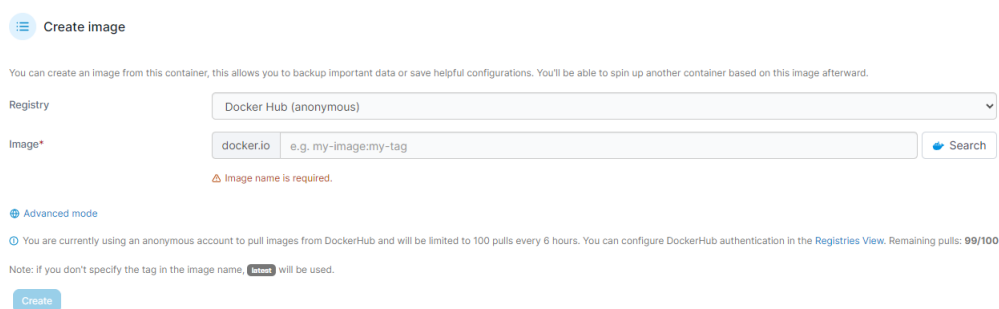 Create image
You can create an image from this container, this allows you to backup important data or save helpful configurations. You'll be able to spin up another container based on this image afterward.
Registry
Docker Hub (anonymous)
Image*
docker.io
e.g. my-image:my-tag
Search
Image name is required.
Advanced mode
You are currently using an anonymous account to pull images from DockerHub and will be limited to 100 pulls every 6 hours. You can configure DockerHub authentication in the Registries View. Remaining pulls: 99/100
Note: if you don't specify the tag in the image name, latest will be used.
Create